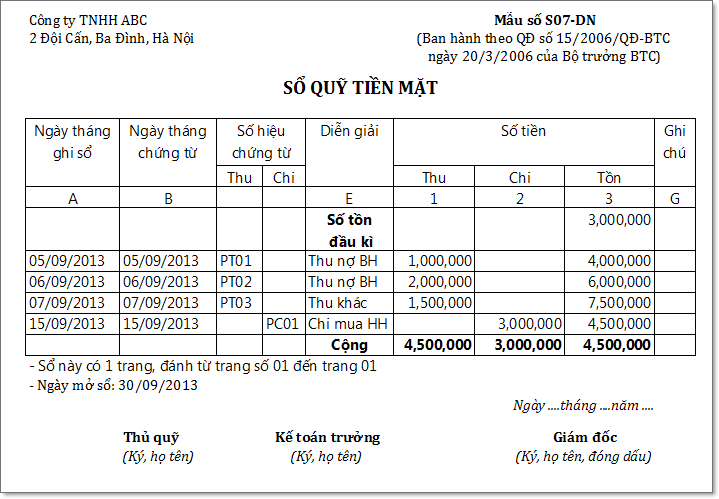 Công ty TNHH ABC
2 Đội Cấn, Ba Đình, Hà Nội
Mẫu số S07-DN
(Ban hành theo QĐ số 15/2006/QĐ-BTC
ngày 20/3/2006 của Bộ trưởng BTC)
SỔ QUỸ TIỀN MẶT
Ngày tháng ghi sổ Ngày tháng chứng từ Số hiệu chứng từ Diễn giải Số tiền Ghi chú
Thu Chi Thu Chi Tồn
A B E 1 2 3 G
Số tồn đầu kì 3,000,000
05/09/2013 05/09/2013 PT01 Thu nợ BH 1,000,000 4,000,000
06/09/2013 06/09/2013 PT02 Thu nợ BH 2,000,000 6,000,000
07/09/2013 07/09/2013 PT03 Thu khác 1,500,000 7,500,000
15/09/2013 15/09/2013 PC01 Chi mua HH 3,000,000 4,500,000
Cộng 4,500,000 3,000,000 4,500,000
- Sổ này có 1 trang, đánh từ trang số 01 đến trang 01
- Ngày mở sổ: 30/09/2013
Ngày ....tháng ....năm ....
Thủ quỹ Kế toán trưởng Giám đốc
(Ký, họ tên) (Ký, họ tên) (Ký, họ tên, đóng dấu)